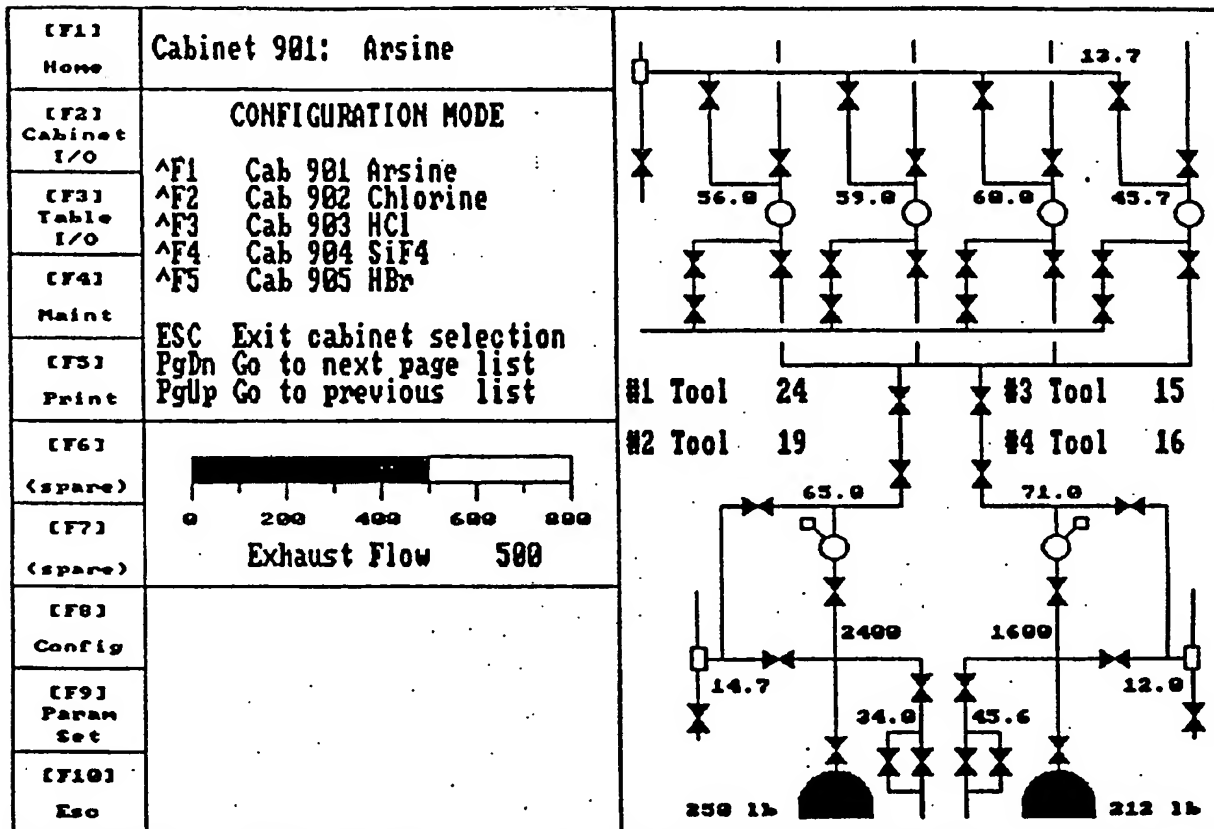 [F1]
Home
[F2]
Cabinet
I/O
[F3]
Table
I/O
[F4]
Maint
[F5]
Print
[F6]
(spare)
[F7]
(spare)
[F8]
Config
[F9]
Param
Set
[F10]
Esc
Cabinet 901: Arsine
CONFIGURATION MODE
^F1 Cab 901 Arsine
^F2 Cab 902 Chlorine
^F3 Cab 903 HCl
^F4 Cab 904 SiF4
^F5 Cab 905 HBr
ESC Exit cabinet selection
PgDn Go to next page list
PgUp Go to previous list
0 200 400 600 800
Exhaust Flow 500
13.7
56.0 59.0 60.0 45.7
#1 Tool 24 #3 Tool 15
#2 Tool 19 #4 Tool 16
65.0 71.0
2400 1600
14.7 12.0
24.0 45.6
250 lb 212 lb